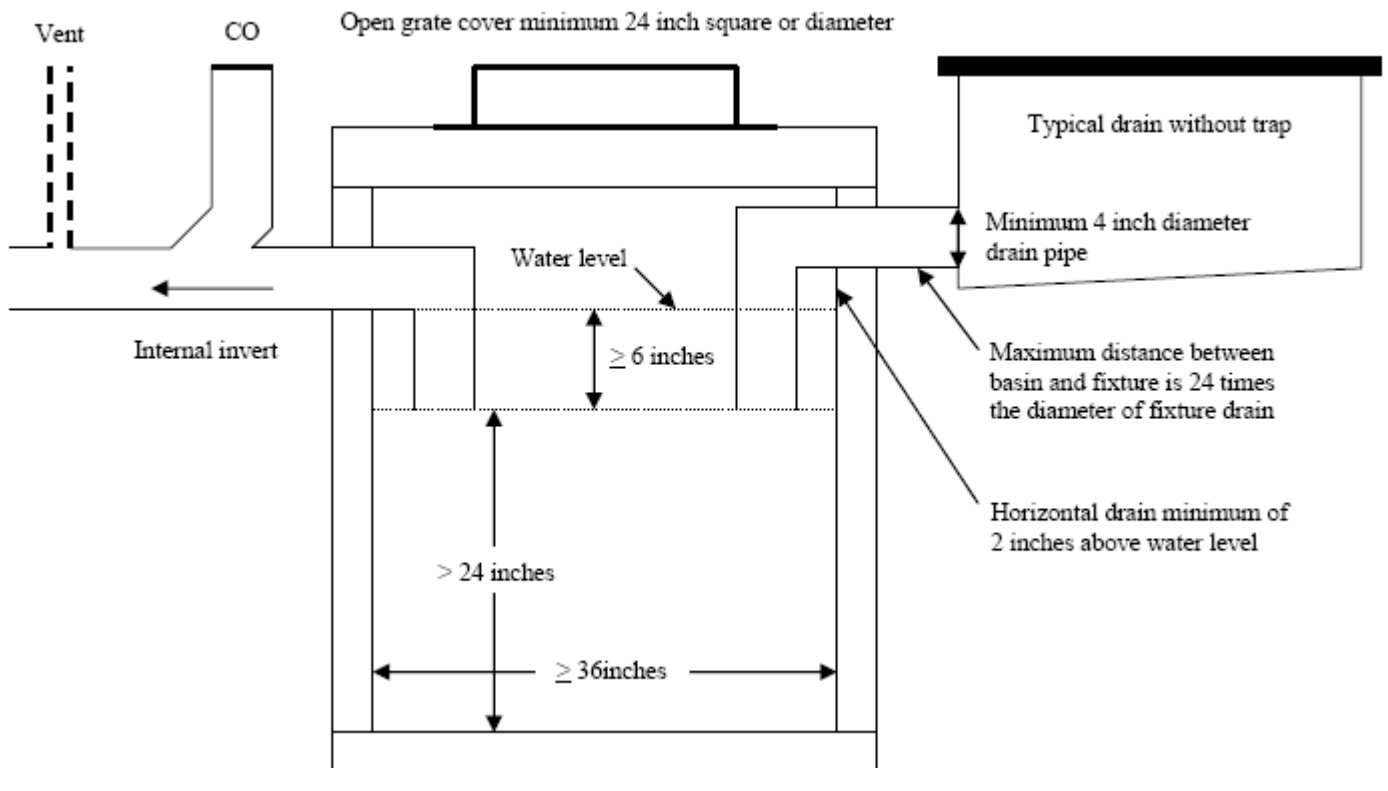 Open grate cover minimum 24 inch square or diameter
Vent
CO
Typical drain without trap
Minimum 4 inch diameter
drain pipe
Water level
Internal invert
≥ 6 inches
Maximum distance between
basin and fixture is 24 times
the diameter of fixture drain
Horizontal drain minimum of
2 inches above water level
> 24 inches
≥ 36inches